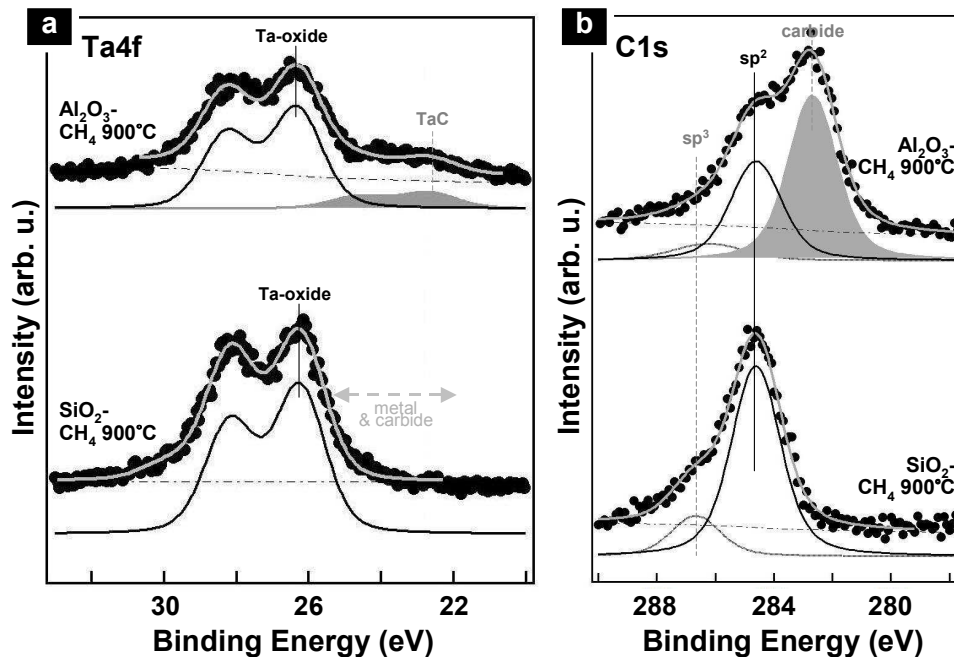 a
Ta4f
Ta-oxide
Al₂O₃-
CH₄ 900°C
TaC
Ta-oxide
metal
& carbide
SiO₂-
CH₄ 900°C
Intensity (arb. u.)
30
26
22
Binding Energy (eV)
b
C1s
carbide
sp²
sp³
Al₂O₃-
CH₄ 900°C
SiO₂-
CH₄ 900°C
Intensity (arb. u.)
288
284
280
Binding Energy (eV)